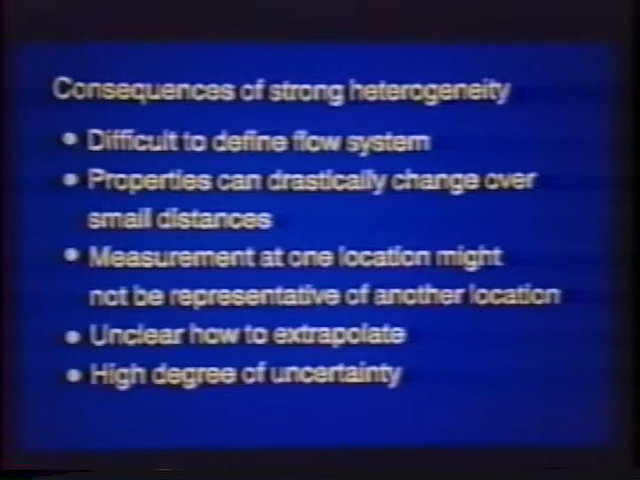 Consequences of strong heterogeneity
• Difficult to define flow system
• Properties can drastically change over
small distances
• Measurement at one location might
not be representative of another location
• Unclear how to extrapolate
• High degree of uncertainty